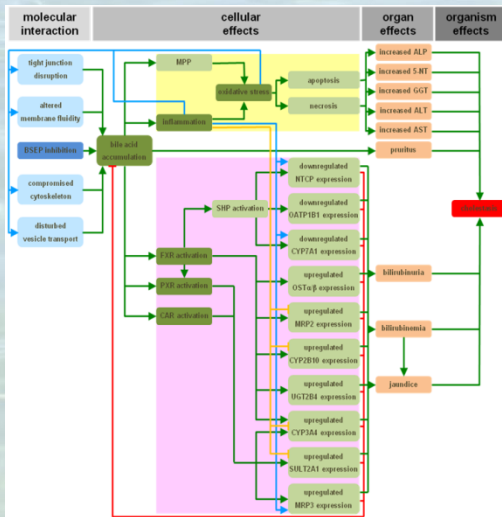 molecular
interaction
cellular
effects
organ
effects
organism
effects
tight junction
disruption
altered
membrane fluidity
BSEP inhibition
compromised
cytoskeleton
disturbed
vesicle transport
bile acid
accumulation
MPP
inflammation
oxidative stress
apoptosis
necrosis
SHP activation
FXR activation
PXR activation
CAR activation
downregulated
NTCP expression
downregulated
OATP1B1 expression
downregulated
CYP7A1 expression
upregulated
OSTα/β expression
upregulated
MRP2 expression
upregulated
CYP2B10 expression
upregulated
UGT2B4 expression
upregulated
CYP3A4 expression
upregulated
SULT2A1 expression
upregulated
MRP3 expression
increased ALP
increased 5-NT
increased GGT
increased ALT
increased AST
pruritus
bilirubinuria
bilirubinemia
jaundice